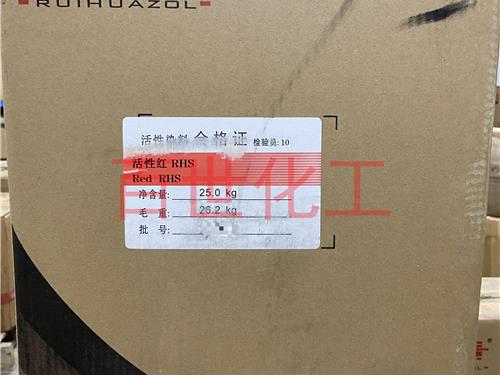 RUIHUAZOL
活性染料 合格证 检验员: 10
活性红 RHS
Red RHS
净含量: 25.0 kg
毛 重: 26.2 kg
批 号:
百世化工